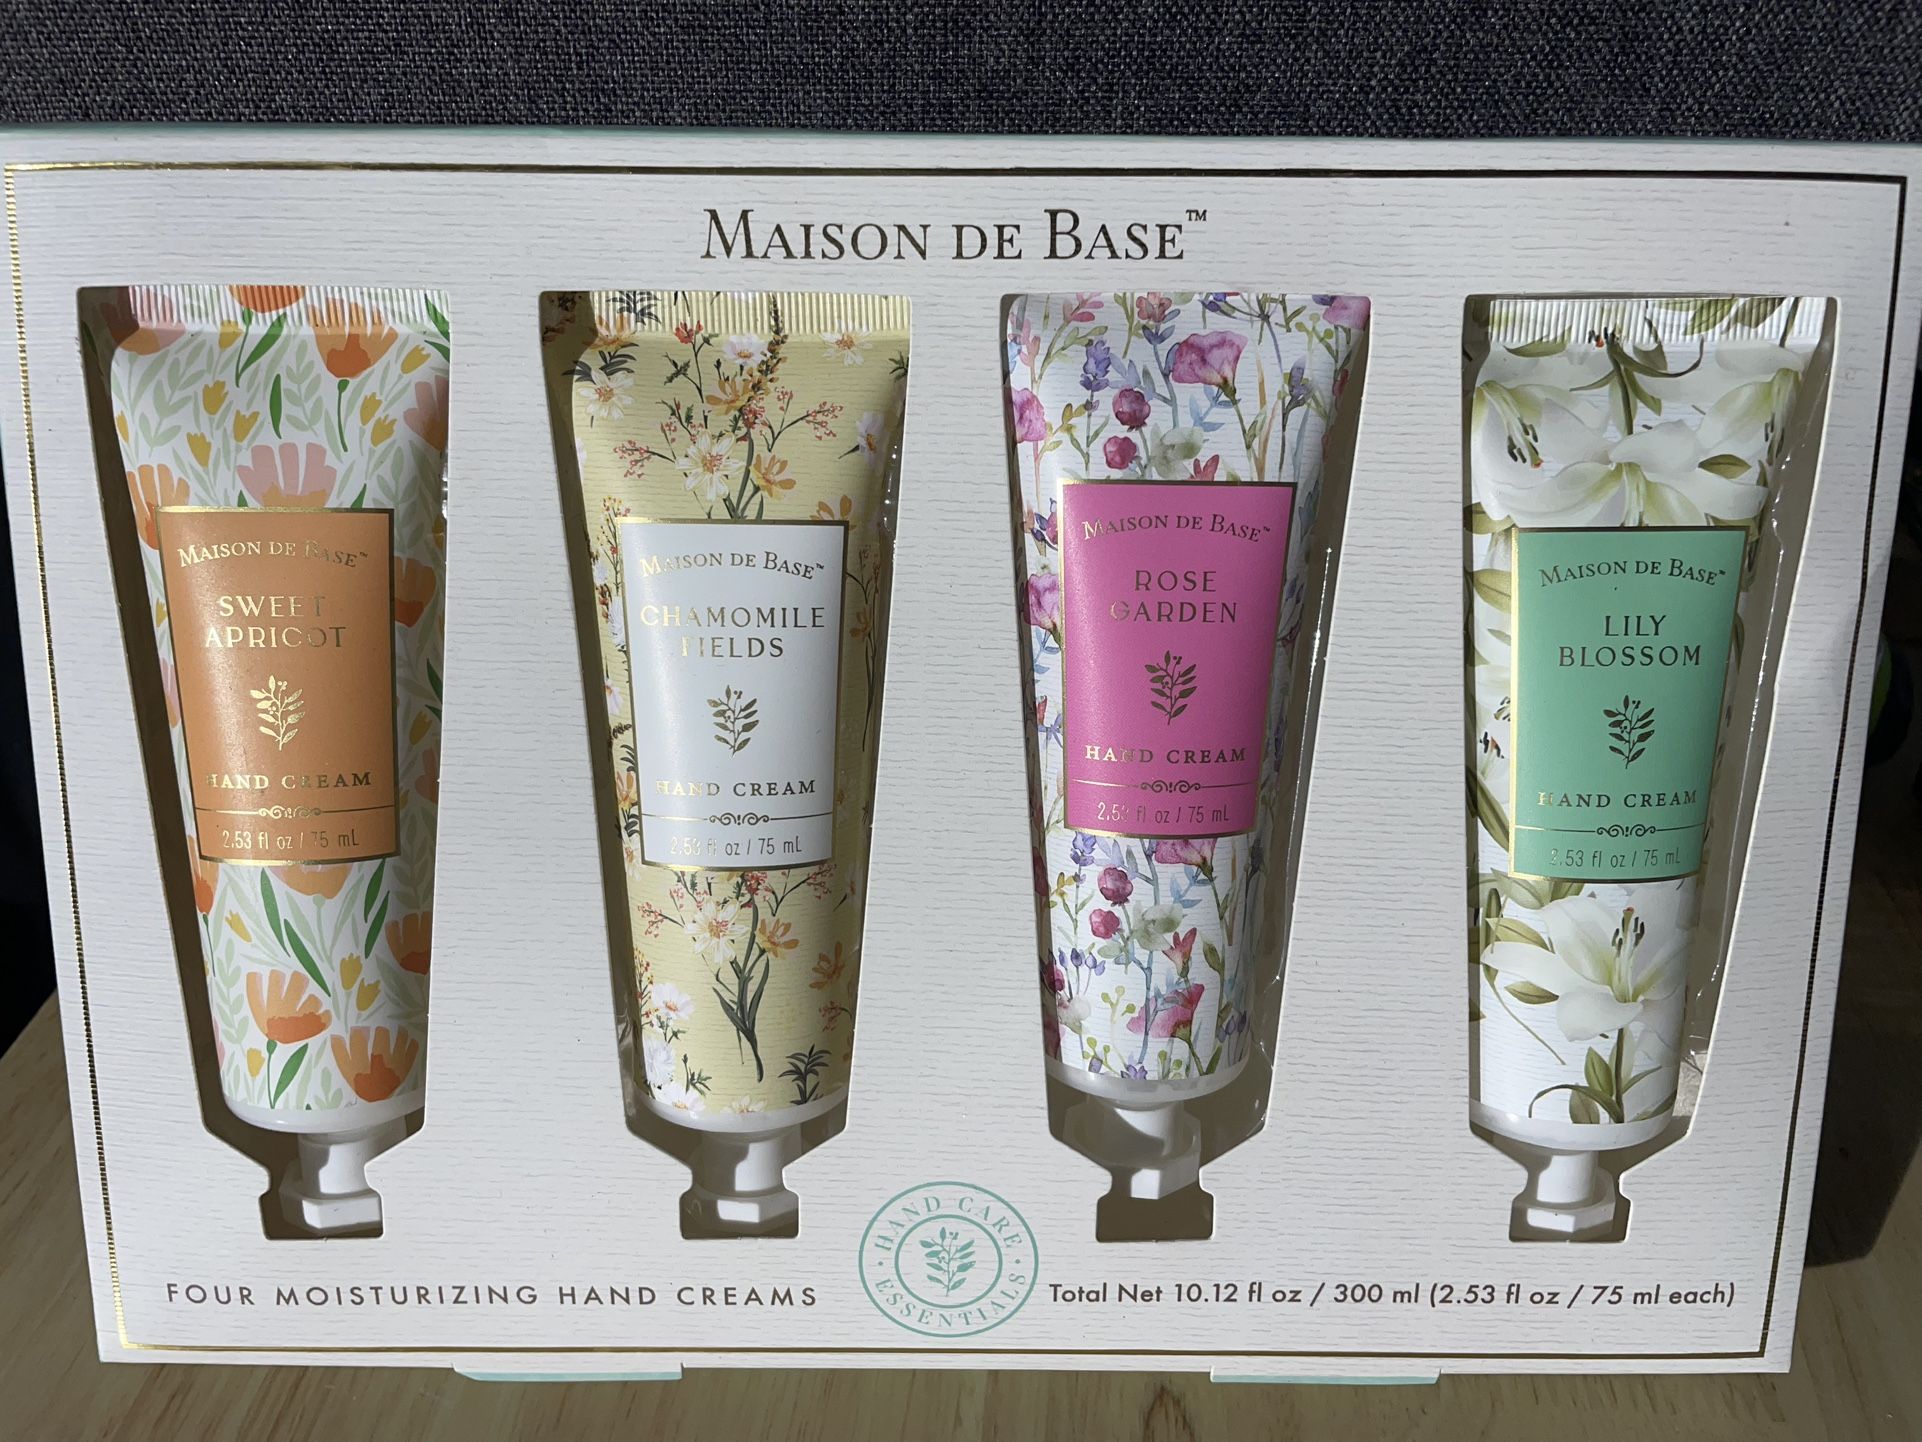 MAISON DE BASE™
MAISON DE BASE™
SWEET
APRICOT
HAND CREAM
2.53 fl oz / 75 mL
MAISON DE BASE™
CHAMOMILE
FIELDS
HAND CREAM
2.53 fl oz / 75 mL
MAISON DE BASE™
ROSE
GARDEN
HAND CREAM
2.53 fl oz / 75 mL
MAISON DE BASE™
LILY
BLOSSOM
HAND CREAM
2.53 fl oz / 75 mL
FOUR MOISTURIZING HAND CREAMS
· HAND CARE · ESSENTIALS
Total Net 10.12 fl oz / 300 ml (2.53 fl oz / 75 ml each)